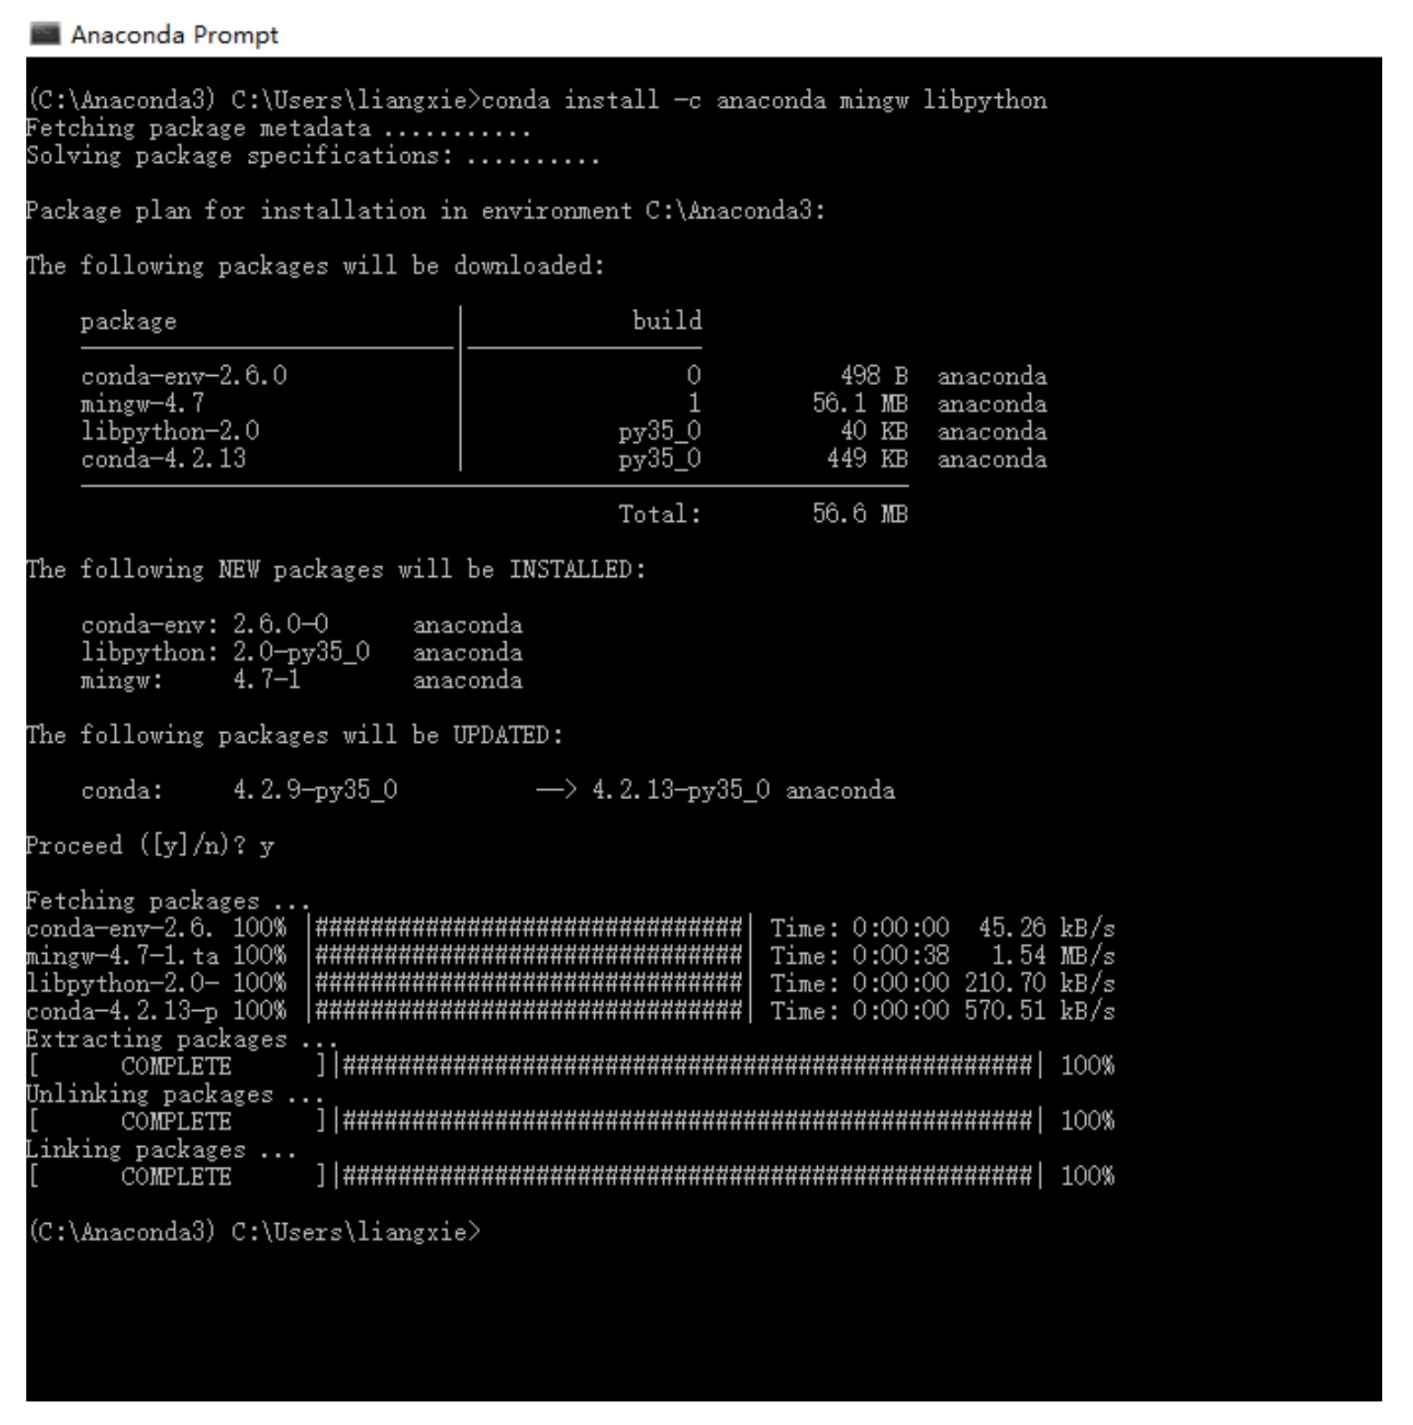 Anaconda Prompt
(C:\Anaconda3) C:\Users\liangxie>conda install -c anaconda mingw libpython
Fetching package metadata ...........
Solving package specifications: ..........
Package plan for installation in environment C:\Anaconda3:
The following packages will be downloaded:
package | build
conda-env-2.6.0 | 0 498 B anaconda
mingw-4.7 | 1 56.1 MB anaconda
libpython-2.0 | py35_0 40 KB anaconda
conda-4.2.13 | py35_0 449 KB anaconda
Total: 56.6 MB
The following NEW packages will be INSTALLED:
conda-env: 2.6.0-0 anaconda
libpython: 2.0-py35_0 anaconda
mingw: 4.7-1 anaconda
The following packages will be UPDATED:
conda: 4.2.9-py35_0 --> 4.2.13-py35_0 anaconda
Proceed ([y]/n)? y
Fetching packages ...
conda-env-2.6. 100% |###############################| Time: 0:00:00 45.26 kB/s
mingw-4.7-1.ta 100% |###############################| Time: 0:00:38 1.54 MB/s
libpython-2.0- 100% |###############################| Time: 0:00:00 210.70 kB/s
conda-4.2.13-p 100% |###############################| Time: 0:00:00 570.51 kB/s
Extracting packages ...
[ COMPLETE ]|##################################################| 100%
Unlinking packages ...
[ COMPLETE ]|##################################################| 100%
Linking packages ...
[ COMPLETE ]|##################################################| 100%
(C:\Anaconda3) C:\Users\liangxie>